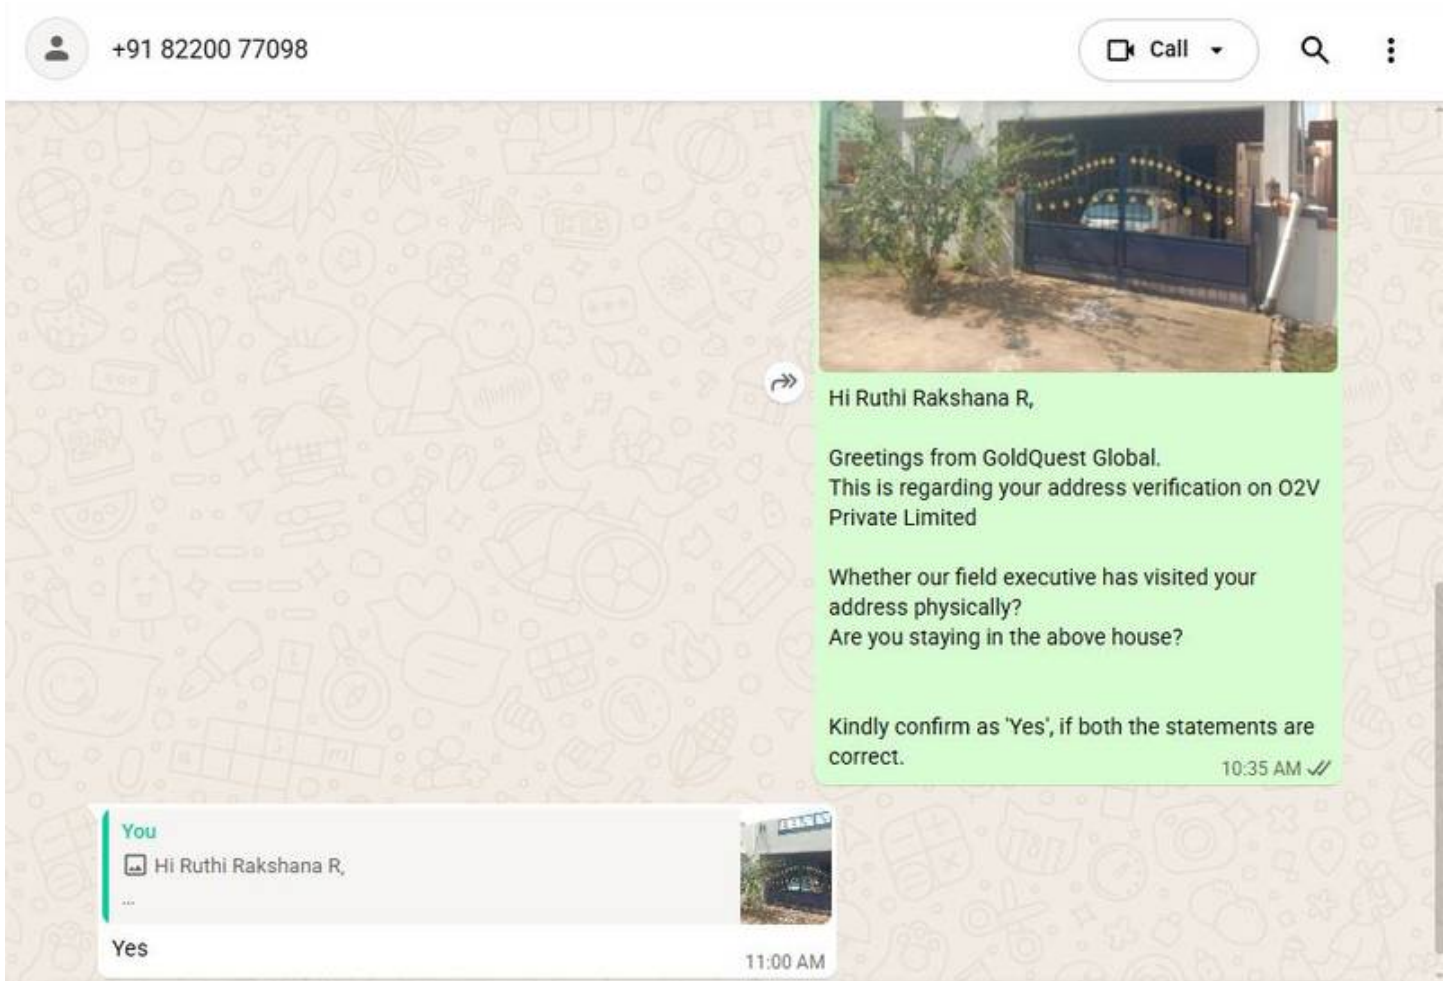 +91 82200 77098
Call
Hi Ruthi Rakshana R,
Greetings from GoldQuest Global.
This is regarding your address verification on O2V
Private Limited
Whether our field executive has visited your
address physically?
Are you staying in the above house?
Kindly confirm as 'Yes', if both the statements are
correct.
10:35 AM
You
Hi Ruthi Rakshana R,
...
Yes
11:00 AM